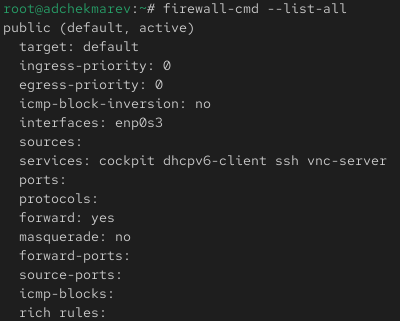 root@adchekmarev:~# firewall-cmd --list-all
public (default, active)
  target: default
  ingress-priority: 0
  egress-priority: 0
  icmp-block-inversion: no
  interfaces: enp0s3
  sources:
  services: cockpit dhcpv6-client ssh vnc-server
  ports:
  protocols:
  forward: yes
  masquerade: no
  forward-ports:
  source-ports:
  icmp-blocks:
  rich rules: